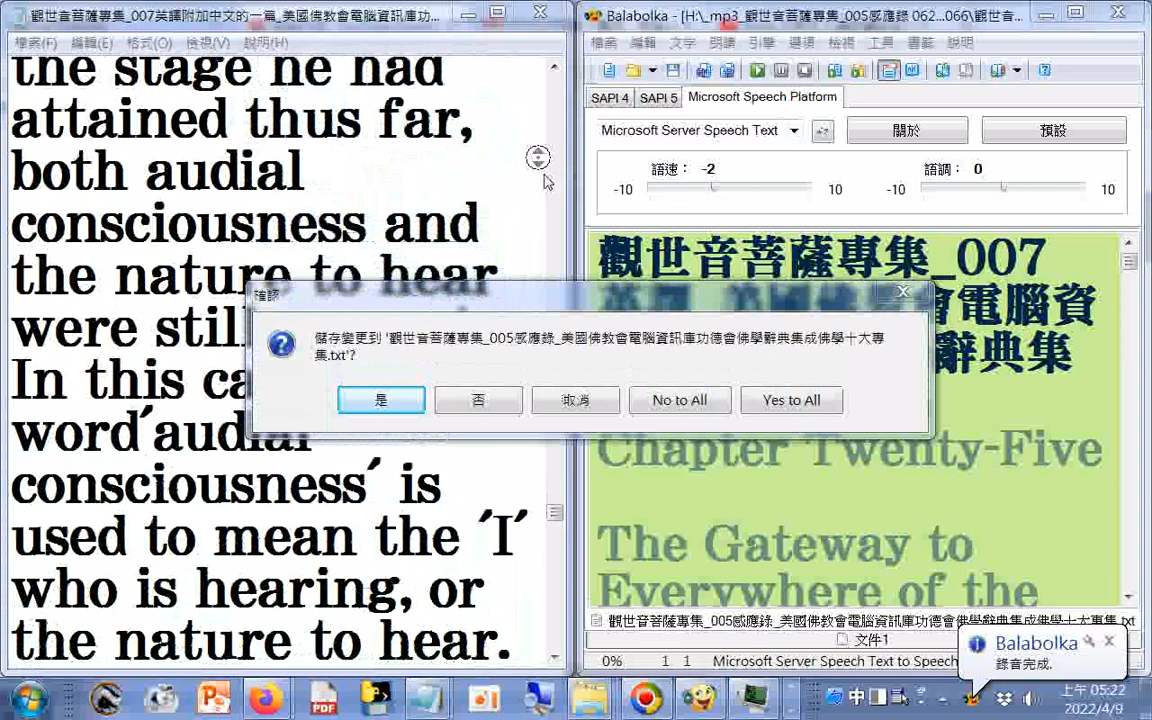 觀世音菩薩專集_007英譯附加中文的一篇_美國佛教會電腦資訊庫功...
檔案(F) 編輯(E) 格式(O) 檢視(V) 說明(H)
the stage he had
attained thus far,
both audial
consciousness and
the nature to hear
were still
In this ca
word'audial
consciousness' is
used to mean the 'I'
who is hearing, or
the nature to hear.
Balabolka - [H:\_mp3_觀世音菩薩專集_005感應錄 062...066\觀世音...
檔案 編輯 文字 朗讀 引擎 選項 檢視 工具 書籤 說明
SAPI 4 SAPI 5 Microsoft Speech Platform
Microsoft Server Speech Text 關於 預設
語速： -2 語調： 0
-10 10 -10 10
觀世音菩薩專集_007
會電腦資
辭典集
Chapter Twenty-Five
The Gateway to
Everywhere of the
觀世音菩薩專集_005感應錄_美國佛教會電腦資訊庫功德會佛學辭典集成佛學十大專集.txt
文件1
0% 1 1 Microsoft Server Speech Text to Speech
確認
儲存變更到 '觀世音菩薩專集_005感應錄_美國佛教會電腦資訊庫功德會佛學辭典集成佛學十大專
集.txt'?
是 否 取消 No to All Yes to All
Balabolka
錄音完成.
中
上午 05:22
2022/4/9